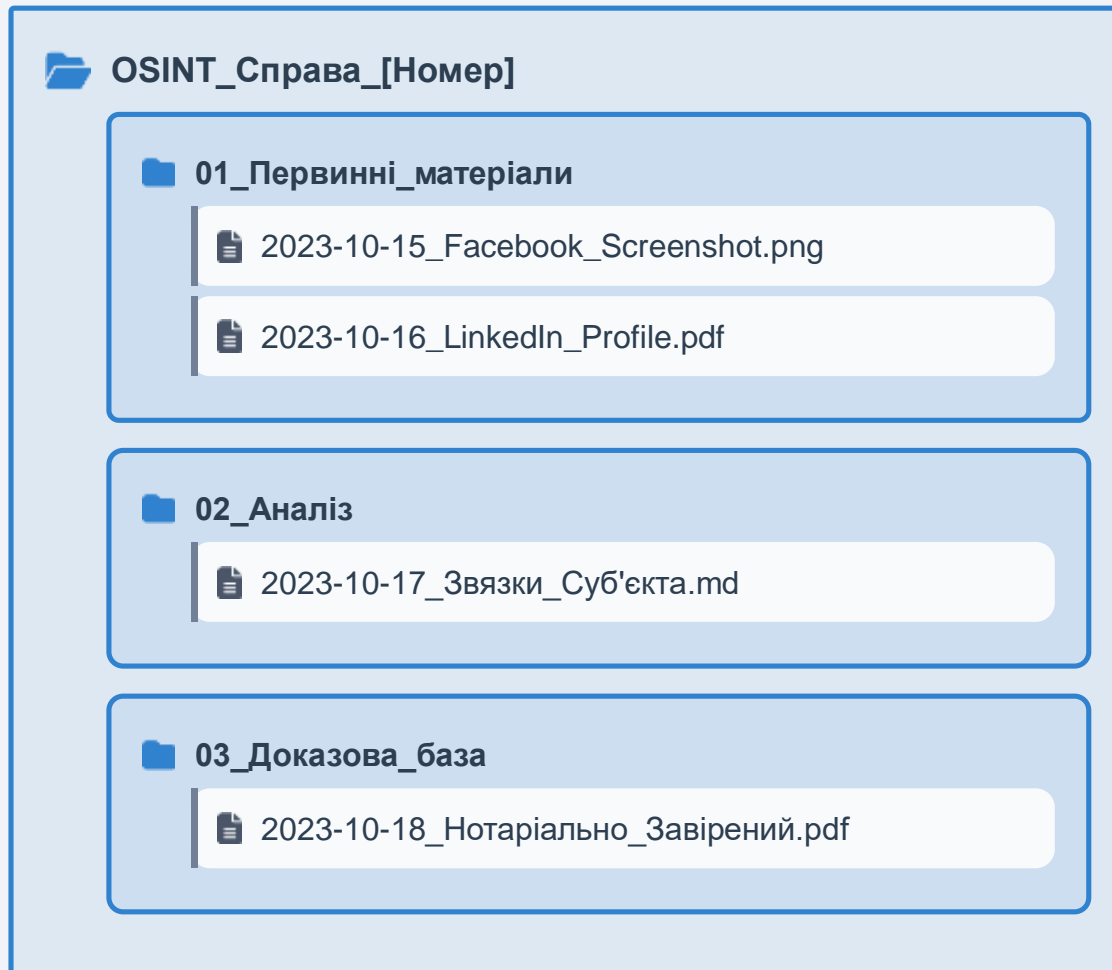 OSINT_Справа_[Номер]
01_Первинні_матеріали
2023-10-15_Facebook_Screenshot.png
2023-10-16_LinkedIn_Profile.pdf
02_Аналіз
2023-10-17_Звязки_Суб'єкта.md
03_Доказова_база
2023-10-18_Нотаріально_Завірений.pdf